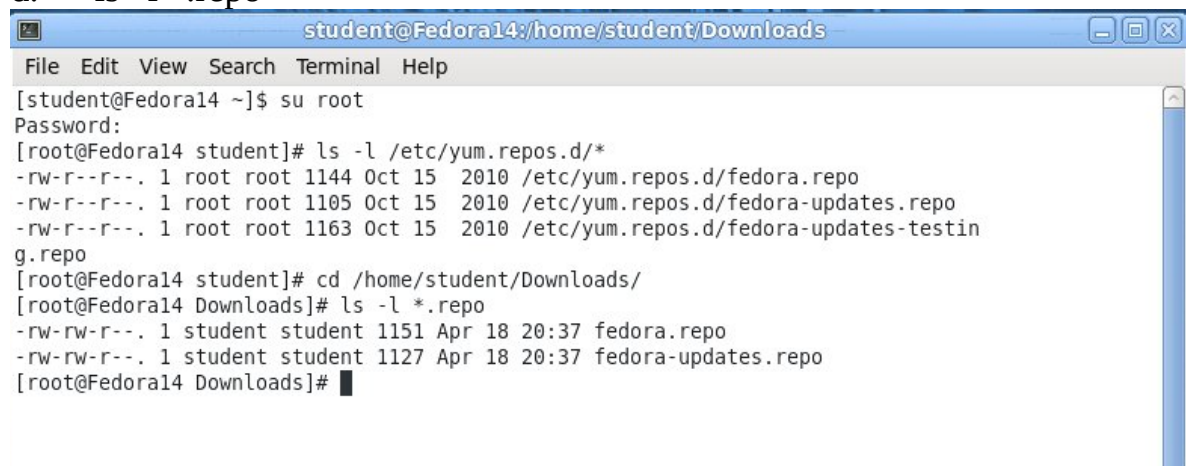 ls -l *.repo
student@Fedora14:/home/student/Downloads
File Edit View Search Terminal Help
[student@Fedora14 ~]$ su root
Password:
[root@Fedora14 student]# ls -l /etc/yum.repos.d/*
-rw-r--r--. 1 root root 1144 Oct 15  2010 /etc/yum.repos.d/fedora.repo
-rw-r--r--. 1 root root 1105 Oct 15  2010 /etc/yum.repos.d/fedora-updates.repo
-rw-r--r--. 1 root root 1163 Oct 15  2010 /etc/yum.repos.d/fedora-updates-testin
g.repo
[root@Fedora14 student]# cd /home/student/Downloads/
[root@Fedora14 Downloads]# ls -l *.repo
-rw-rw-r--. 1 student student 1151 Apr 18 20:37 fedora.repo
-rw-rw-r--. 1 student student 1127 Apr 18 20:37 fedora-updates.repo
[root@Fedora14 Downloads]#